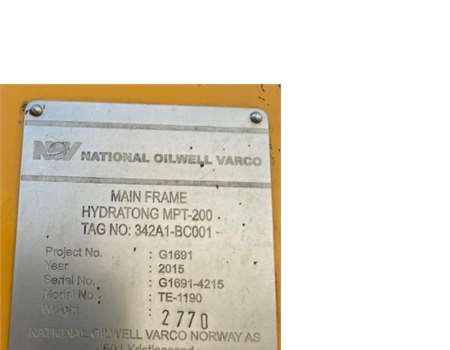 NOV NATIONAL OILWELL VARCO
MAIN FRAME
HYDRATONG MPT-200
TAG NO: 342A1-BC001
Project No. : G1691
Year : 2015
Serial No. : G1691-4215
Model No. : TE-1190
Weight : 2770
NATIONAL OILWELL VARCO NORWAY AS